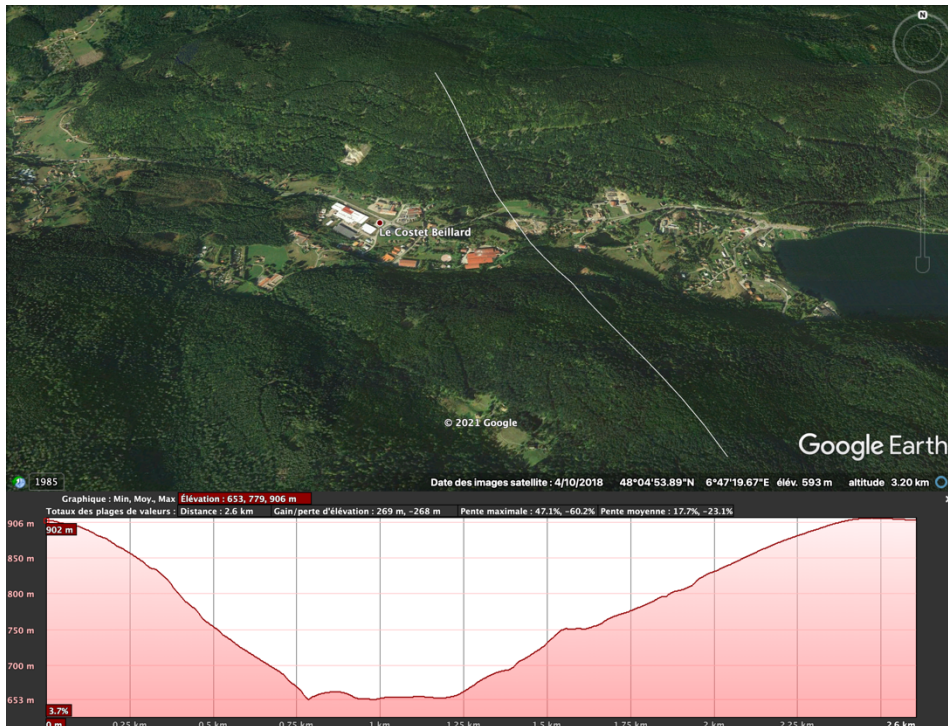 N
Le Costet Beillard
© 2021 Google
Google Earth
1985
Date des images satellite : 4/10/2018 48°04'53.89"N 6°47'19.67"E élév. 593 m altitude 3.20 km
Graphique : Min, Moy., Max Élévation : 653, 779, 906 m
Totaux des plages de valeurs : Distance : 2.6 km Gain/perte d'élévation : 269 m, -268 m Pente maximale : 47.1%, -60.2% Pente moyenne : 17.7%, -23.1%
906 m
902 m
850 m
800 m
750 m
700 m
653 m
3.7%
0 m 0.25 km 0.5 km 0.75 km 1 km 1.25 km 1.5 km 1.75 km 2 km 2.25 km 2.6 km